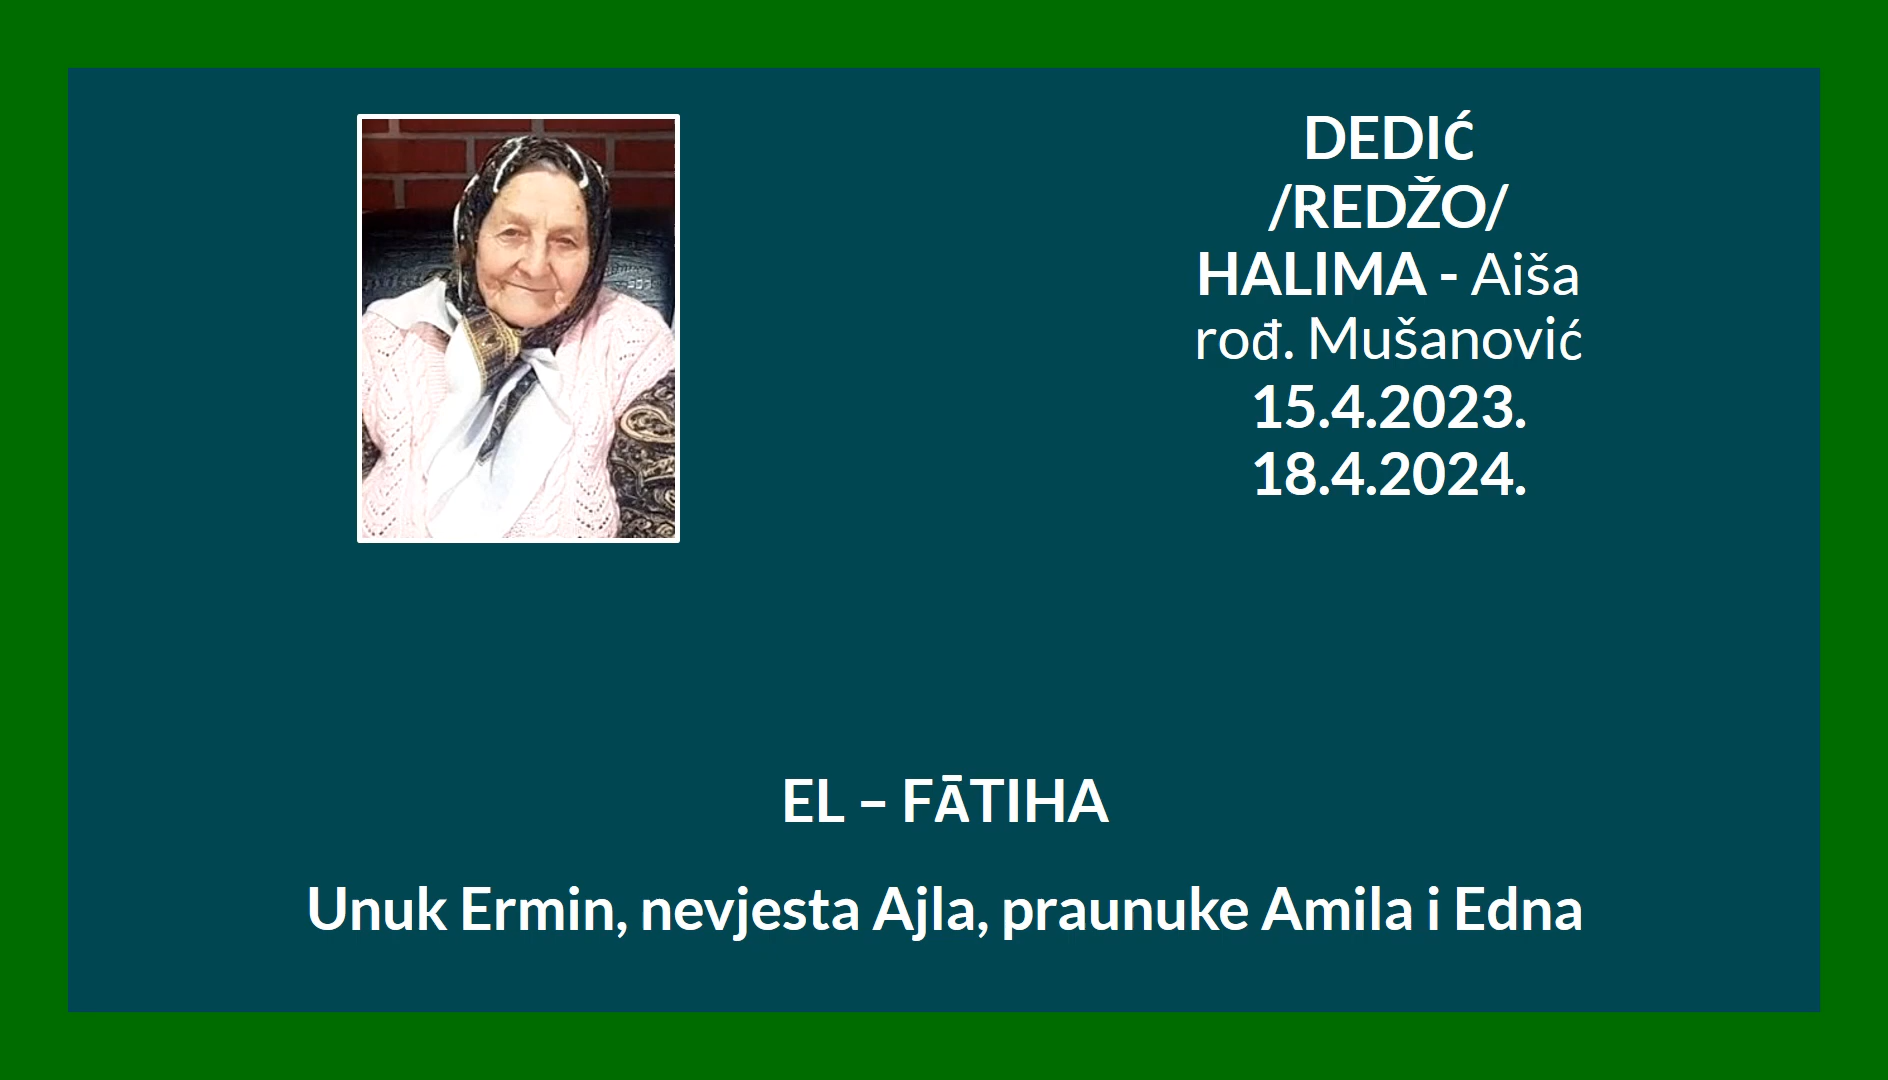 DEDIĆ
/REDŽO/
HALIMA - Aiša
rođ. Mušanović
15.4.2023.
18.4.2024.
EL – FĀTIHA
Unuk Ermin, nevjesta Ajla, praunuke Amila i Edna